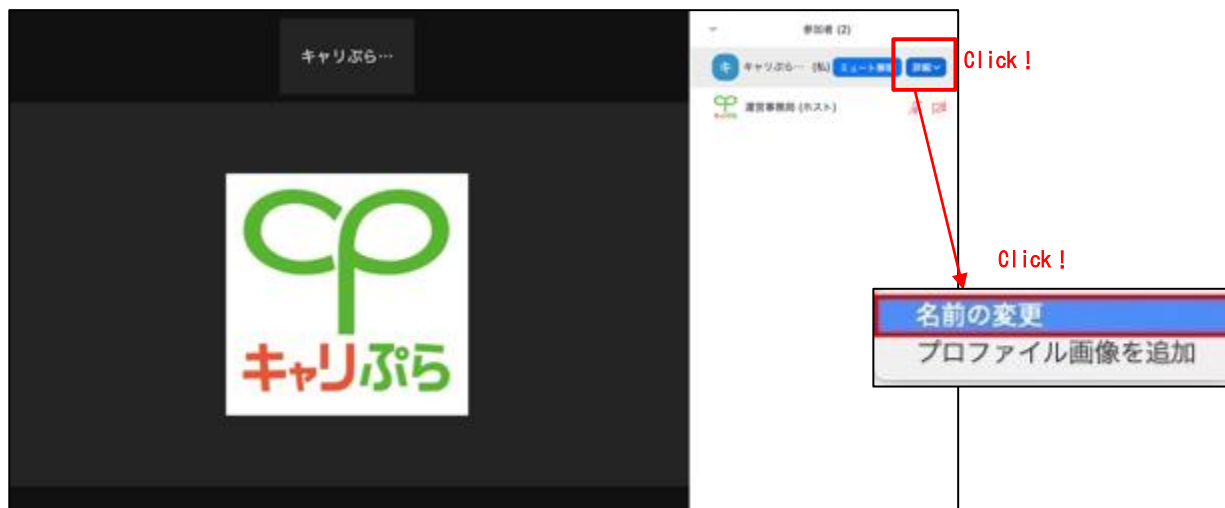 キャリぷら…
参加者 (2)
キ
キャリぷら… (私) ミュート解除 詳細
Click!
運営事務局 (ホスト)
キャリぷら
Click!
名前の変更
プロファイル画像を追加